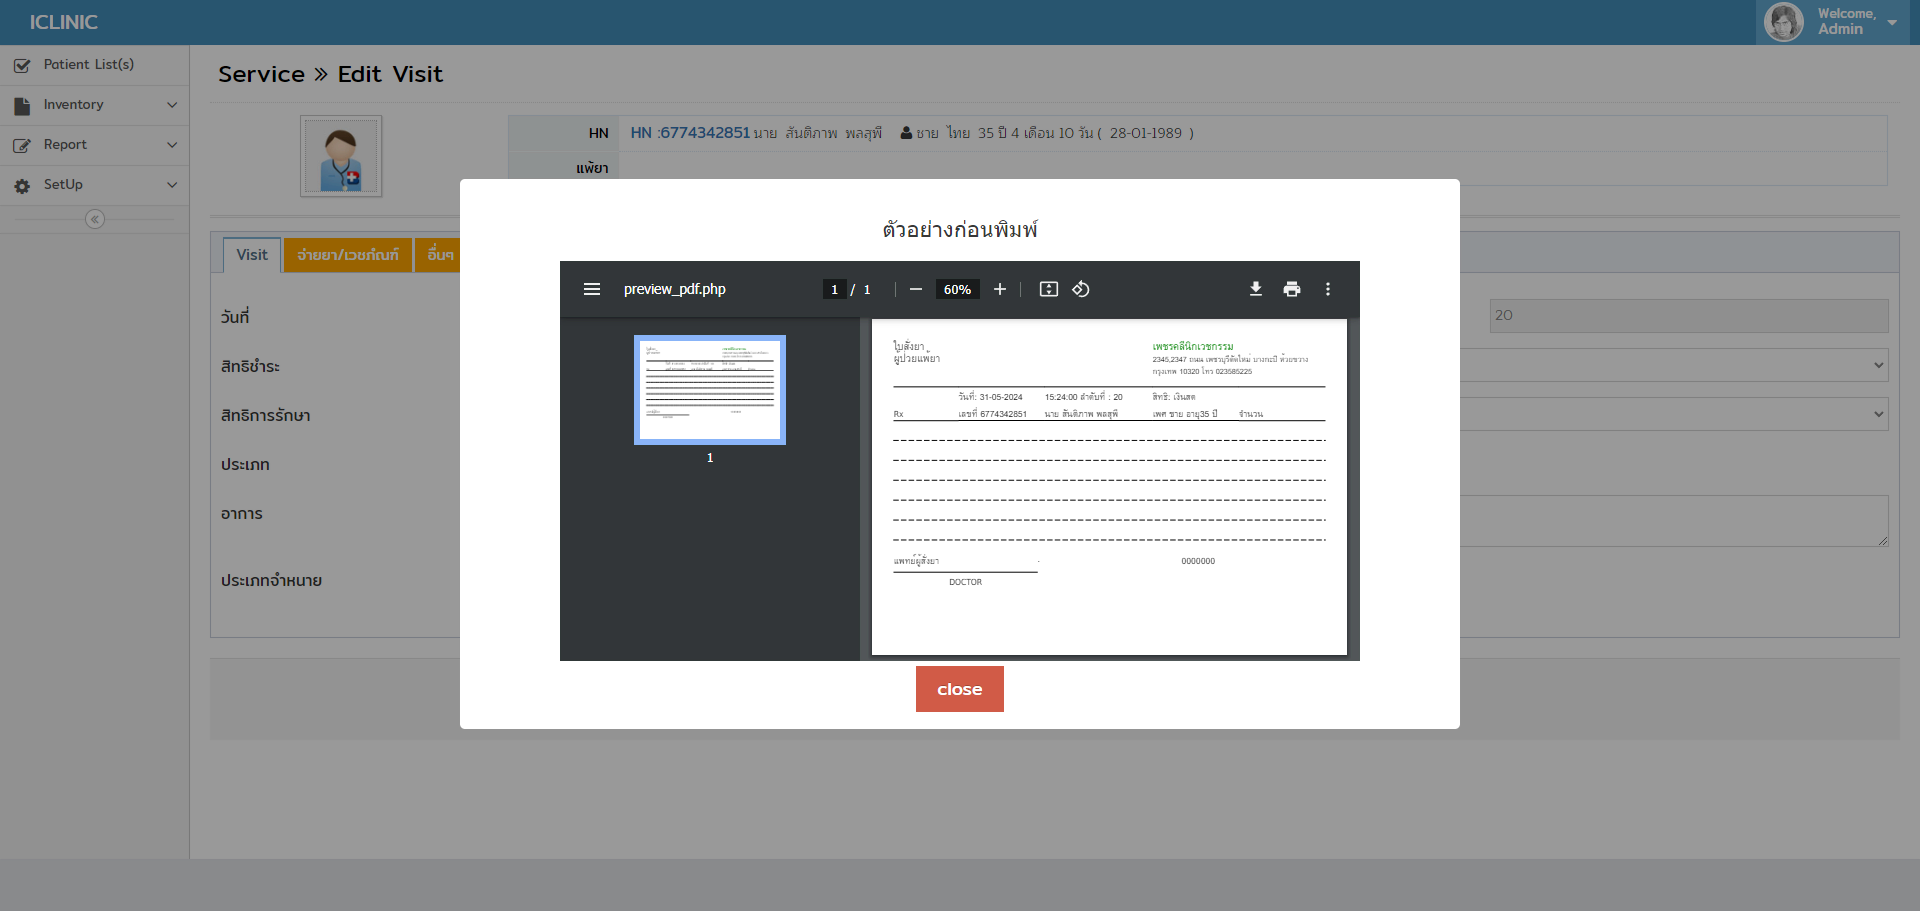 ICLINIC
Welcome,
Admin
Patient List(s)
Inventory
Report
SetUp
Service » Edit Visit
HN
HN :6774342851 นาย สันติภาพ พลสุพี ชาย ไทย 35 ปี 4 เดือน 10 วัน ( 28-01-1989 )
แพ้ยา
Visit
จ่ายยา/เวชภัณฑ์
อื่นๆ
วันที่
20
สิทธิชำระ
สิทธิการรักษา
ประเภท
อาการ
ประเภทจำหนาย
ตัวอย่างก่อนพิมพ์
preview_pdf.php
1 / 1
60%
1
ใบสั่งยา
ผู้ป่วยแพ้ยา
เพชรคลีนิกเวชกรรม
2345,2347 ถนน เพชรบุรีตัดใหม่ บางกะปิ ห้วยขวาง
กรุงเทพ 10320 โทร 023585225
วันที่: 31-05-2024 15:24:00 ลำดับที่ : 20 สิทธิ: เงินสด
Rx เลขที่ 6774342851 นาย สันติภาพ พลสุพี เพศ ชาย อายุ35 ปี จำนวน
แพทย์ผู้สั่งยา
0000000
DOCTOR
close